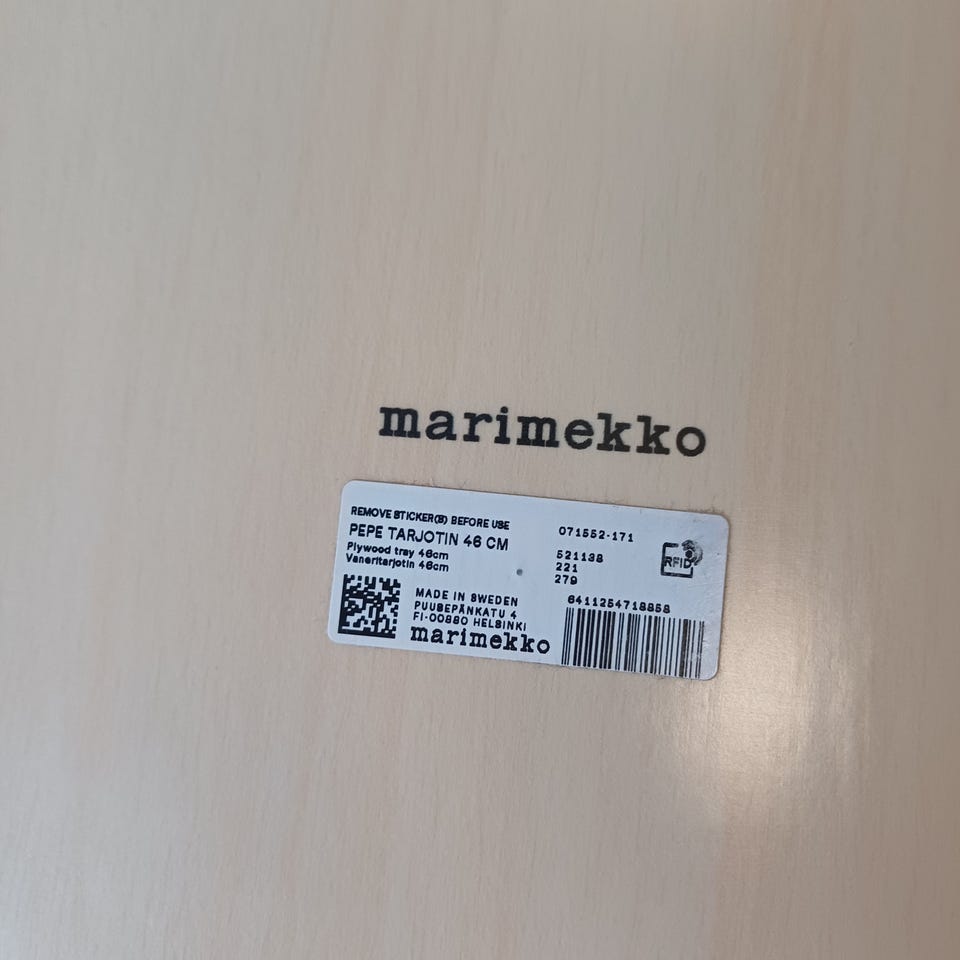 marimekko
REMOVE STICKER(S) BEFORE USE
PEPE TARJOTIN 46 CM
Plywood tray 46cm
Vaneritarjotin 46cm
MADE IN SWEDEN
PUUSEPÄNKATU 4
FI-00880 HELSINKI
marimekko
071552-171
521138
221
279
RFID
6411254718858